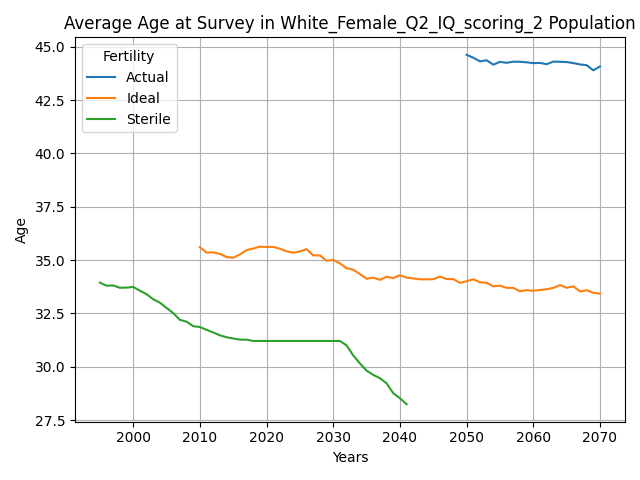 Average Age at Survey in White_Female_Q2_IQ_scoring_2 Population
Fertility
Actual
Ideal
Sterile
45.0
42.5
40.0
37.5
35.0
32.5
30.0
27.5
Age
2000 2010 2020 2030 2040 2050 2060 2070
Years